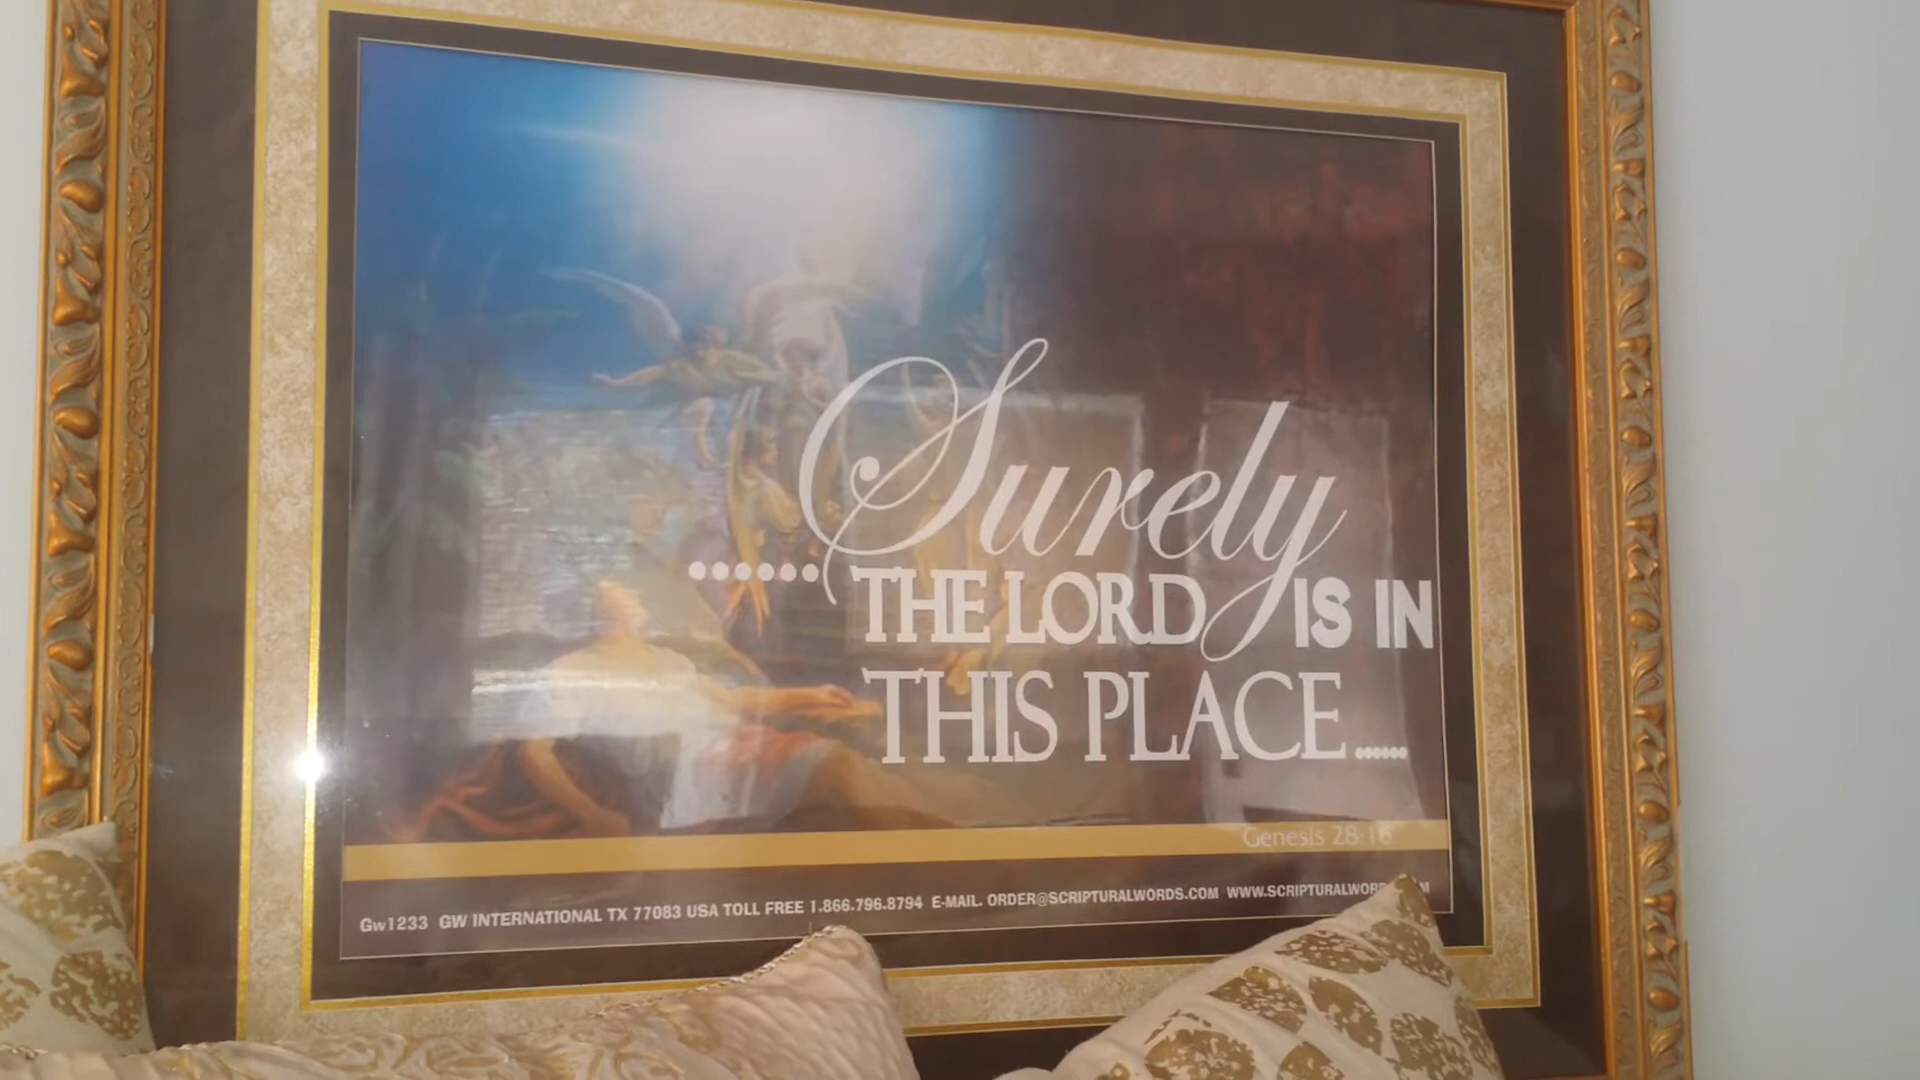 Surely
......THE LORD IS IN
THIS PLACE......
Genesis 28:16
Gw1233 GW INTERNATIONAL TX 77083 USA TOLL FREE 1.866.796.8794 E-MAIL. ORDER@SCRIPTURALWORDS.COM